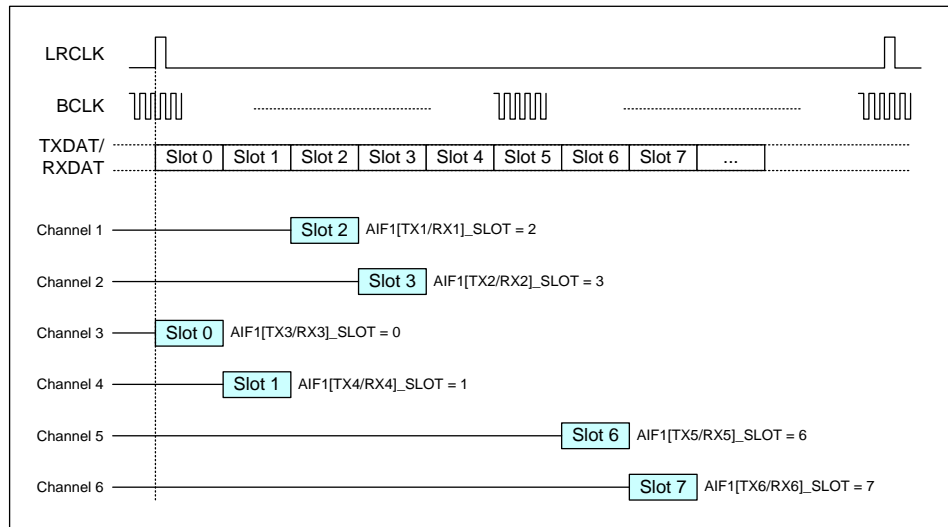 LRCLK
BCLK
TXDAT/
RXDAT
Slot 0 Slot 1 Slot 2 Slot 3 Slot 4 Slot 5 Slot 6 Slot 7 ...
Channel 1 Slot 2 AIF1[TX1/RX1]_SLOT = 2
Channel 2 Slot 3 AIF1[TX2/RX2]_SLOT = 3
Channel 3 Slot 0 AIF1[TX3/RX3]_SLOT = 0
Channel 4 Slot 1 AIF1[TX4/RX4]_SLOT = 1
Channel 5 Slot 6 AIF1[TX5/RX5]_SLOT = 6
Channel 6 Slot 7 AIF1[TX6/RX6]_SLOT = 7